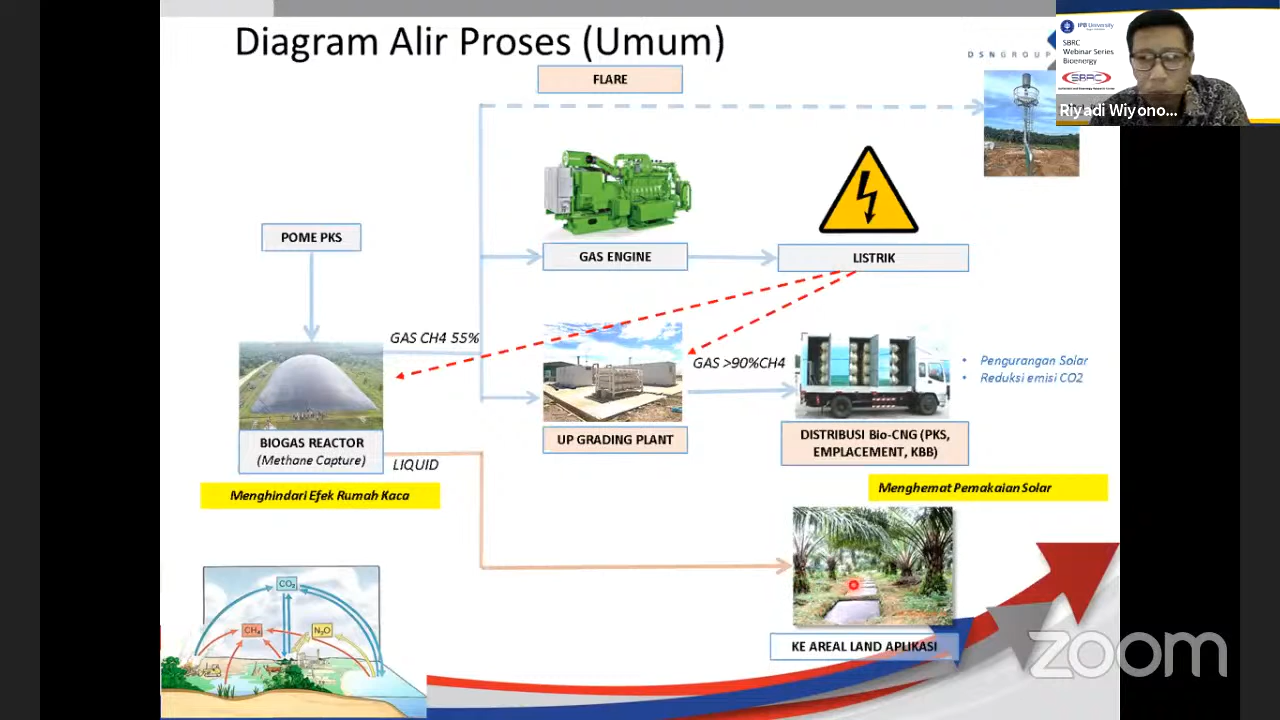 Diagram Alir Proses (Umum)
DSNGROUP
IPB University
SBRC
Webinar Series
Bioenergy
SBRC
Riyadi Wiyono...
FLARE
POME PKS
GAS ENGINE
LISTRIK
GAS CH4 55%
GAS >90%CH4
• Pengurangan Solar
• Reduksi emisi CO2
BIOGAS REACTOR
(Methane Capture)
UP GRADING PLANT
DISTRIBUSI Bio-CNG (PKS,
EMPLACEMENT, KBB)
LIQUID
Menghindari Efek Rumah Kaca
Menghemat Pemakaian Solar
CO₂
CH₄
N₂O
KE AREAL LAND APLIKASI
zoom